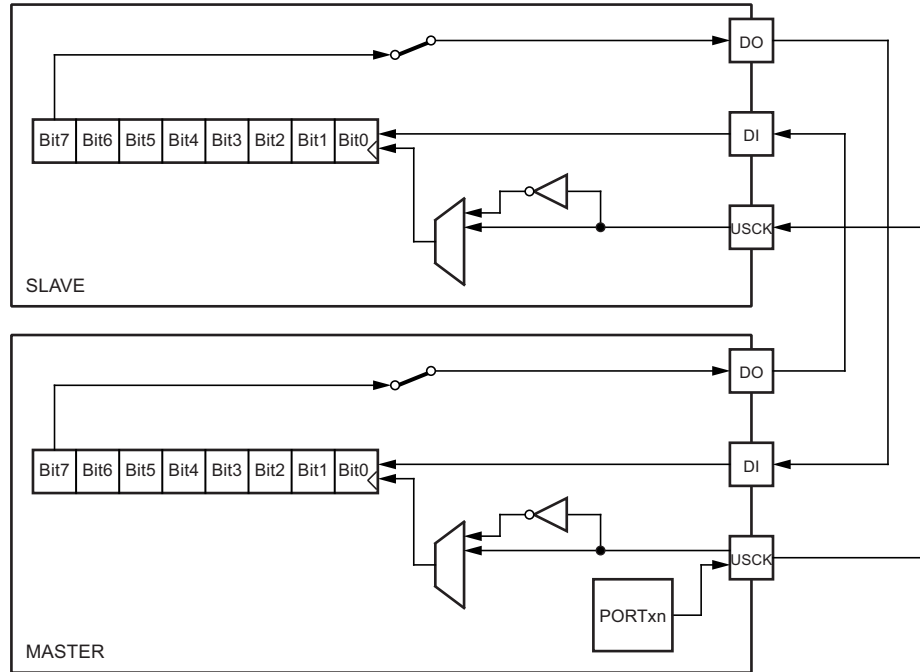 DO
Bit7 Bit6 Bit5 Bit4 Bit3 Bit2 Bit1 Bit0
DI
USCK
SLAVE
DO
Bit7 Bit6 Bit5 Bit4 Bit3 Bit2 Bit1 Bit0
DI
USCK
PORTxn
MASTER